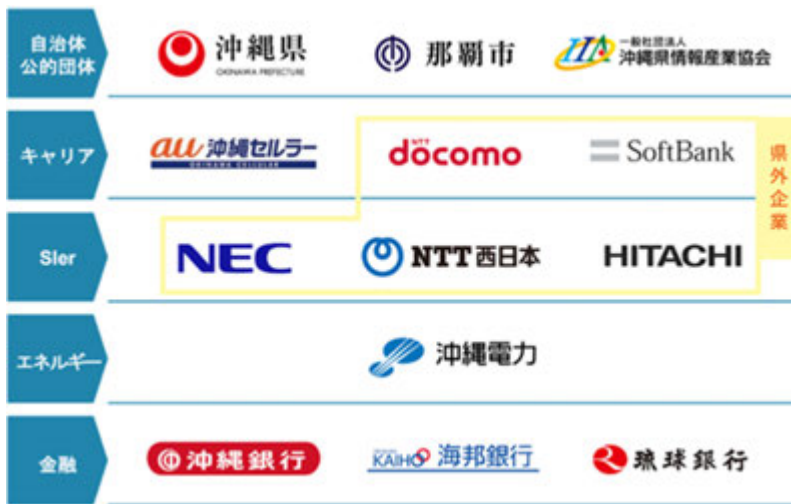 自治体
公的団体
沖縄県
OKINAWA PREFECTURE
那覇市
一般社団法人
IIA 沖縄県情報産業協会
キャリア
au 沖縄セルラー
OKINAWA CELLULAR
NTT
docomo
SoftBank
県外企業
SIer
NEC
NTT西日本
HITACHI
エネルギー
沖縄電力
金融
沖縄銀行
KAIHO 海邦銀行
琉球銀行